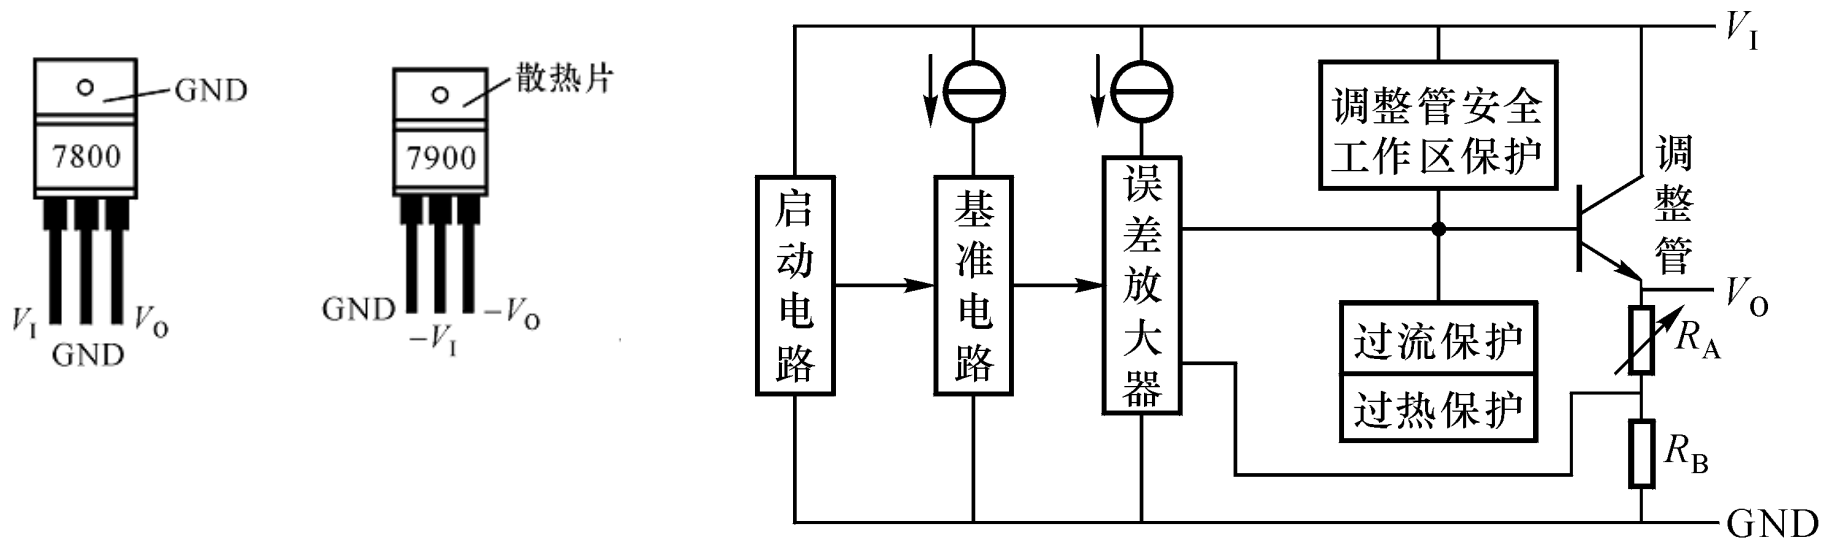 GND
7800
V_I
GND
V_O
散热片
7900
GND
-V_I
-V_O
V_I
调整管安全
工作区保护
调整管
启动电路
基准电路
误差放大器
V_O
过流保护
过热保护
R_A
R_B
GND